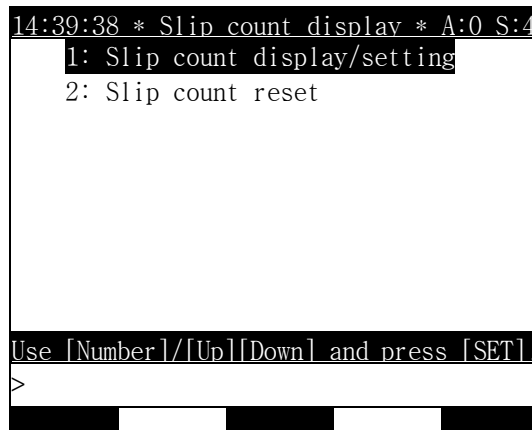 14:39:38 * Slip count display * A:0 S:4
1: Slip count display/setting
2: Slip count reset
Use [Number]/[Up][Down] and press [SET]
>